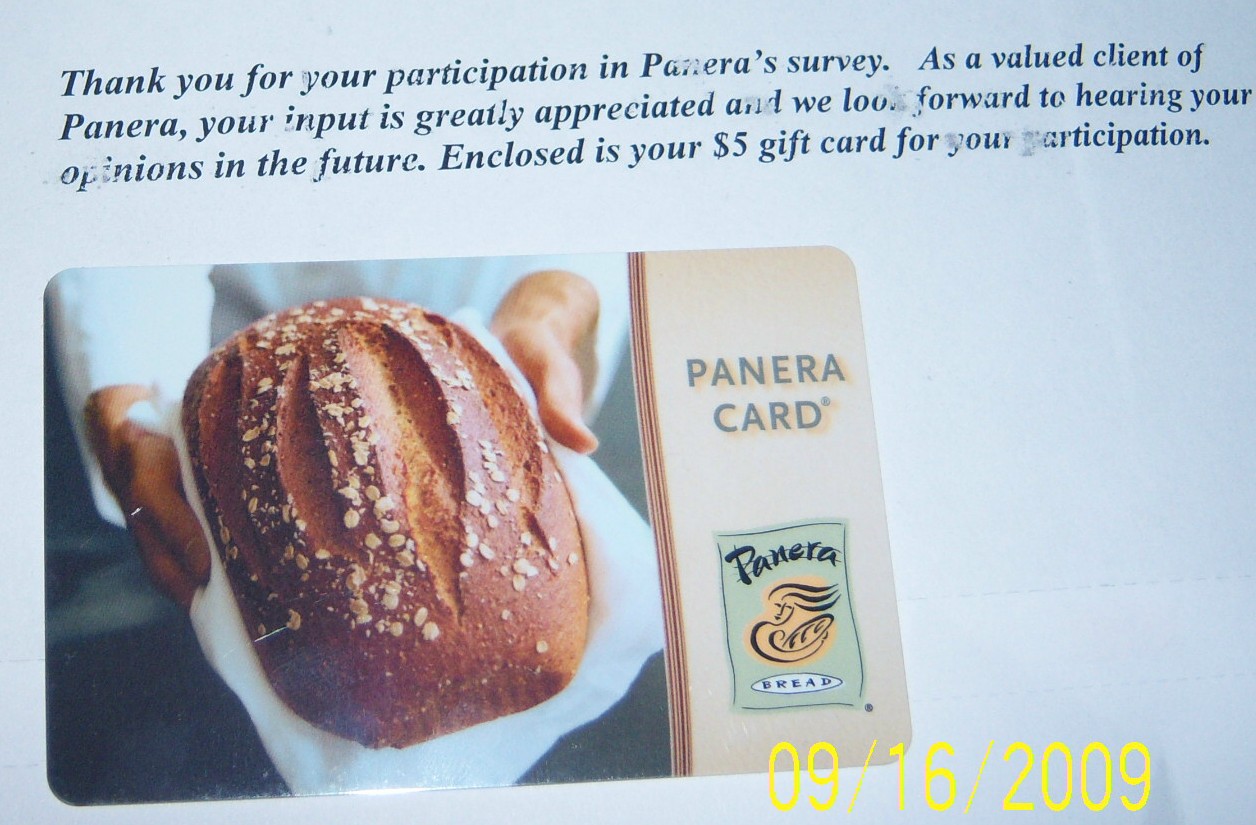 Thank you for your participation in Panera's survey. As a valued client of
Panera, your input is greatly appreciated and we look forward to hearing your
opinions in the future. Enclosed is your $5 gift card for your participation.
PANERA
CARD®
Panera
BREAD
®
09/16/2009